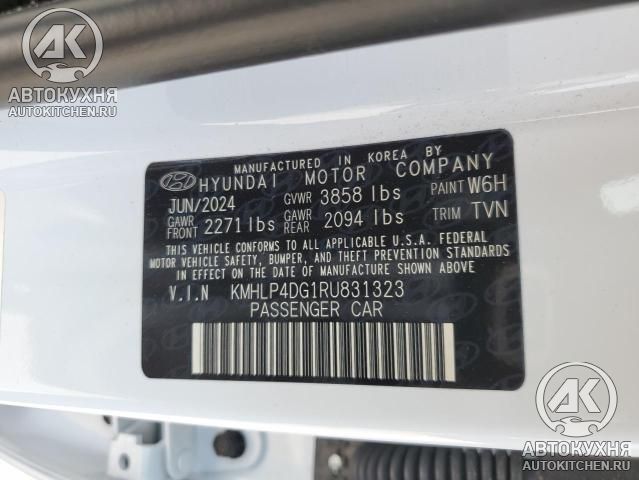 AK
АВТОКУХНЯ
AUTOKITCHEN.RU
MANUFACTURED IN KOREA BY
HYUNDAI MOTOR COMPANY
JUN/2024 GVWR 3858 lbs PAINT W6H
GAWR FRONT 2271 lbs GAWR REAR 2094 lbs TRIM TVN
THIS VEHICLE CONFORMS TO ALL APPLICABLE U.S.A. FEDERAL
MOTOR VEHICLE SAFETY, BUMPER, AND THEFT PREVENTION STANDARDS
IN EFFECT ON THE DATE OF MANUFACTURE SHOWN ABOVE.
V.I.N KMHLP4DG1RU831323
PASSENGER CAR
AK
АВТОКУХНЯ
AUTOKITCHEN.RU